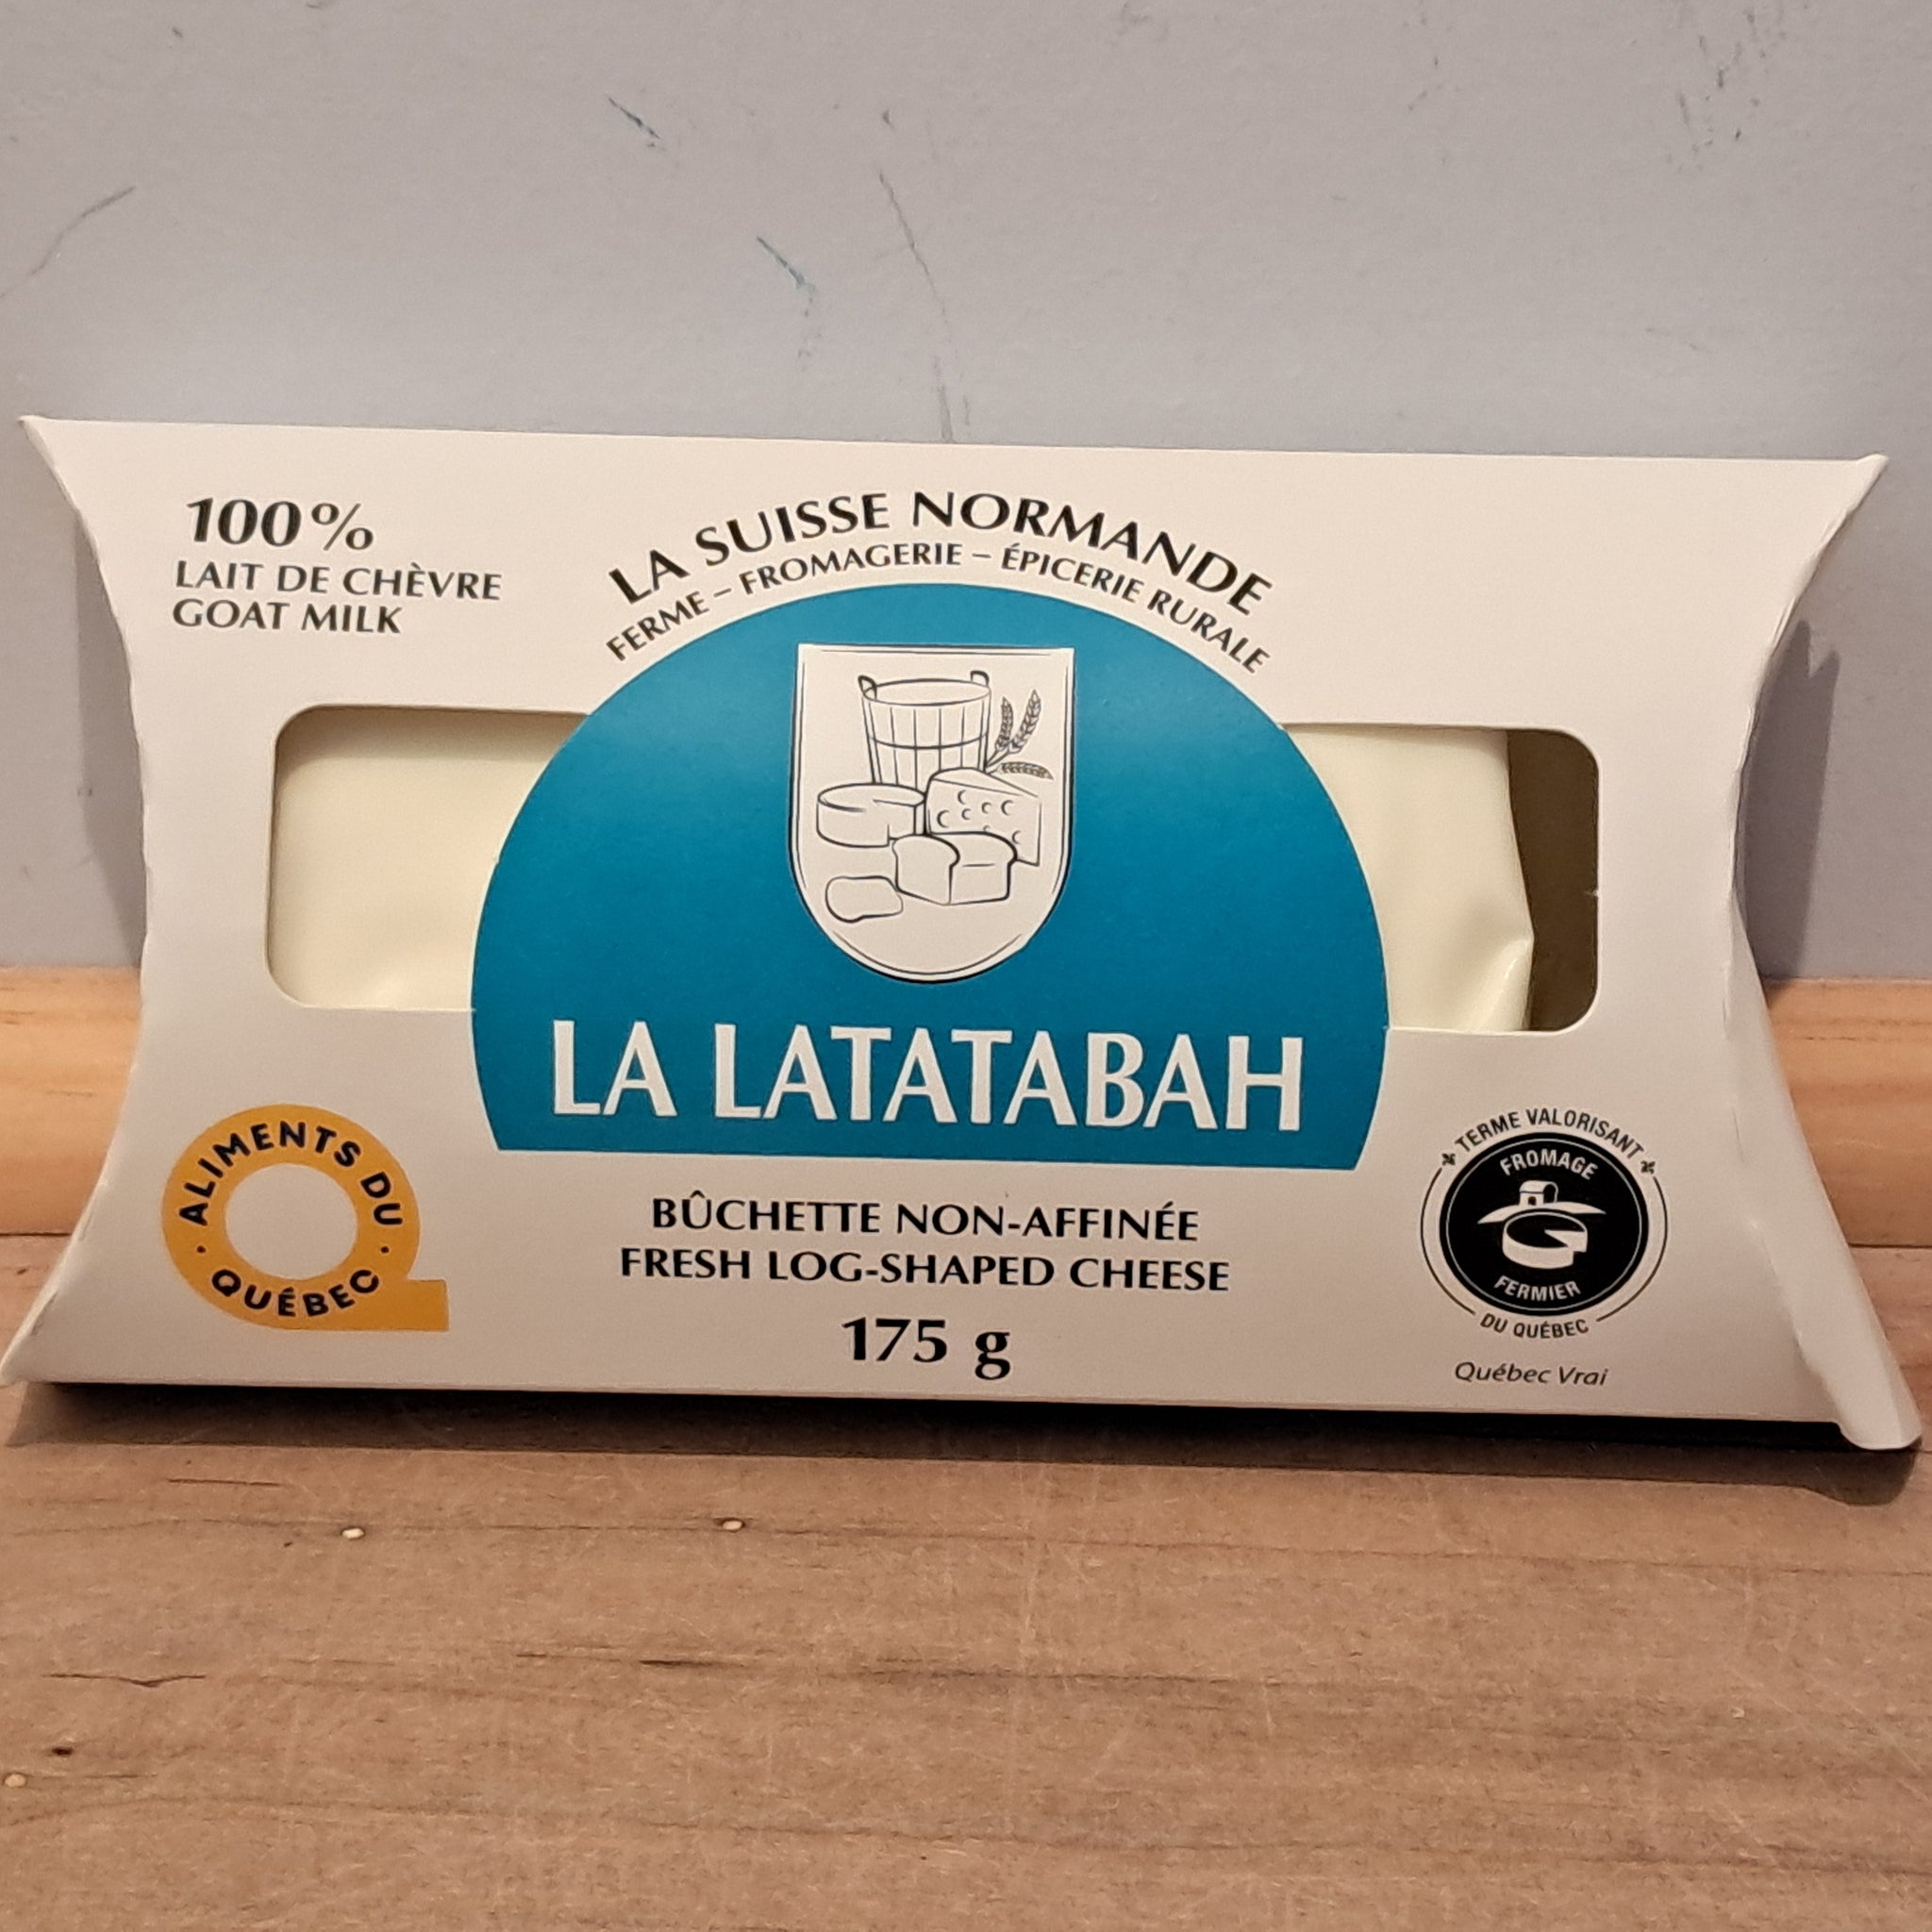 100%
LAIT DE CHÈVRE
GOAT MILK
LA SUISSE NORMANDE
FERME – FROMAGERIE – ÉPICERIE RURALE
LA LATATABAH
BÛCHETTE NON-AFFINÉE
FRESH LOG-SHAPED CHEESE
175 g
ALIMENTS DU
QUÉBEC
TERME VALORISANT
FROMAGE
FERMIER
DU QUÉBEC
Québec Vrai